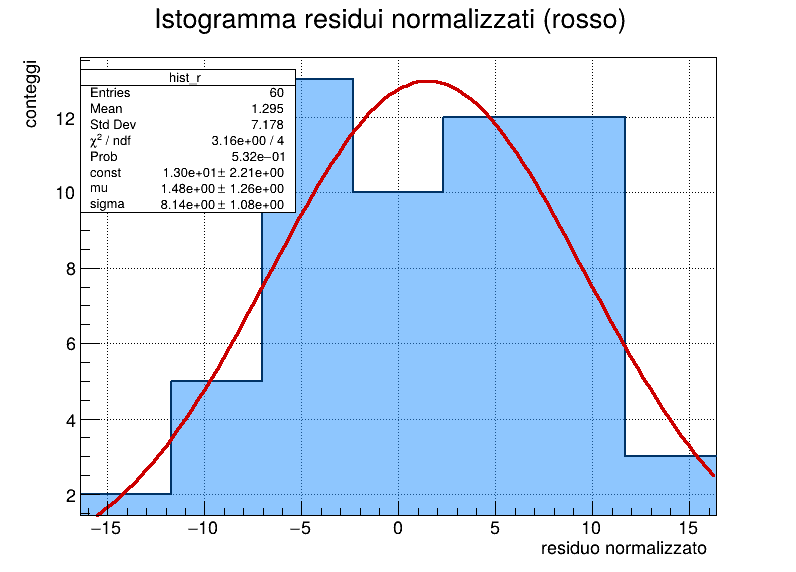 Istogramma residui normalizzati (rosso)
conteggi
hist_r
Entries 60
Mean 1.295
Std Dev 7.178
χ² / ndf 3.16e+00 / 4
Prob 5.32e−01
const 1.30e+01± 2.21e+00
mu 1.48e+00 ± 1.26e+00
sigma 8.14e+00 ± 1.08e+00
12
10
8
6
4
2
−15 −10 −5 0 5 10 15
residuo normalizzato